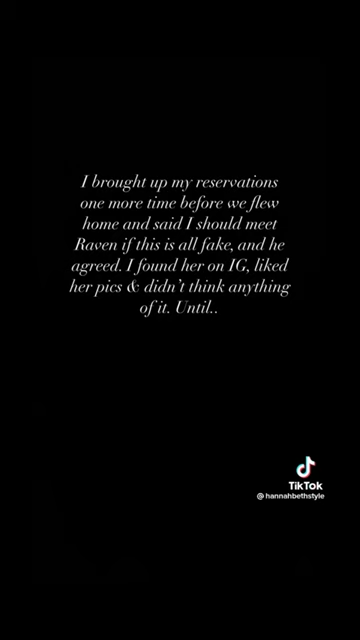 I brought up my reservations
one more time before we flew
home and said I should meet
Raven if this is all fake, and he
agreed. I found her on IG, liked
her pics & didn't think anything
of it. Until..
TikTok
@hannahbethstyle